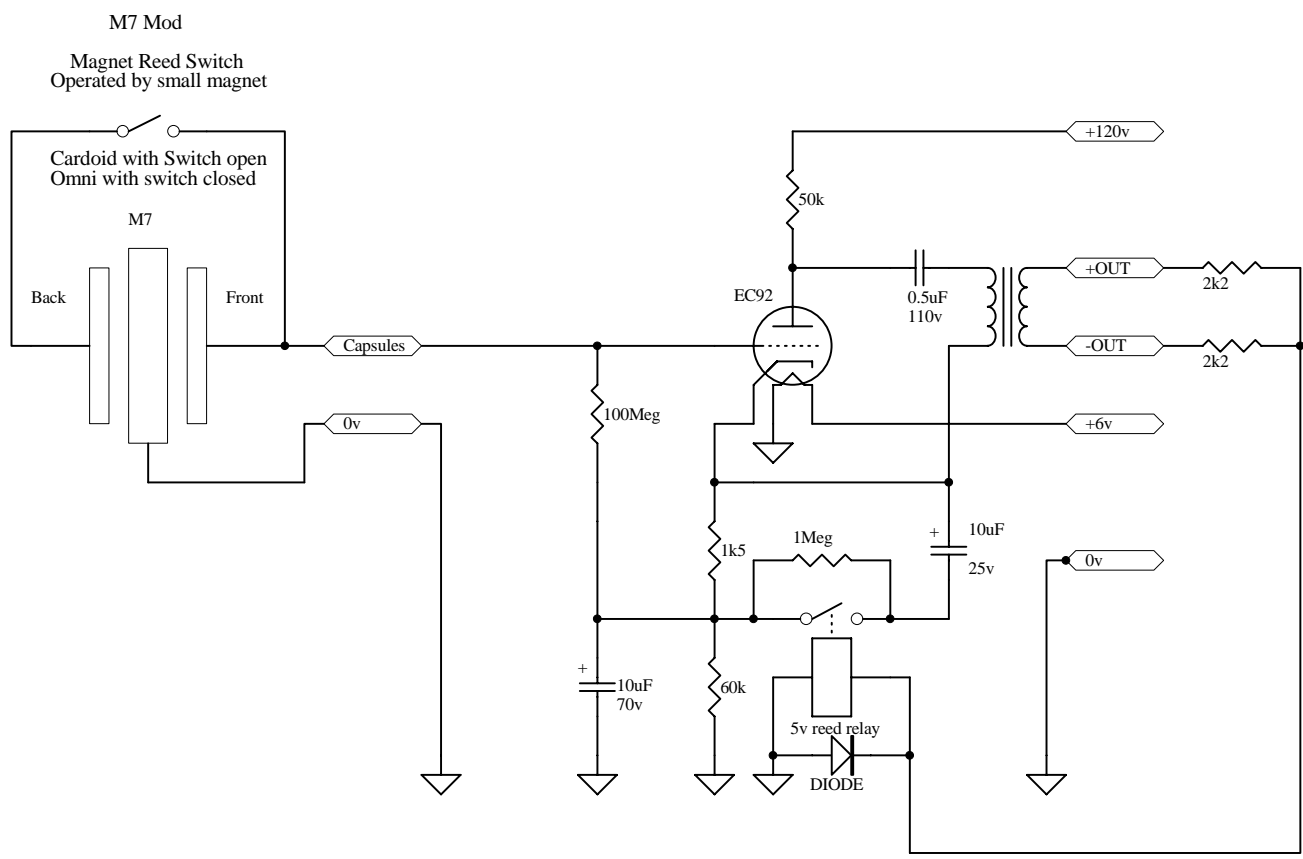 M7 Mod
Magnet Reed Switch
Operated by small magnet
Cardoid with Switch open
Omni with switch closed
M7
Back
Front
Capsules
0v
100Meg
+
10uF
70v
EC92
50k
+120v
0.5uF
110v
+OUT
-OUT
2k2
2k2
+6v
1k5
1Meg
+
10uF
25v
0v
60k
5v reed relay
DIODE